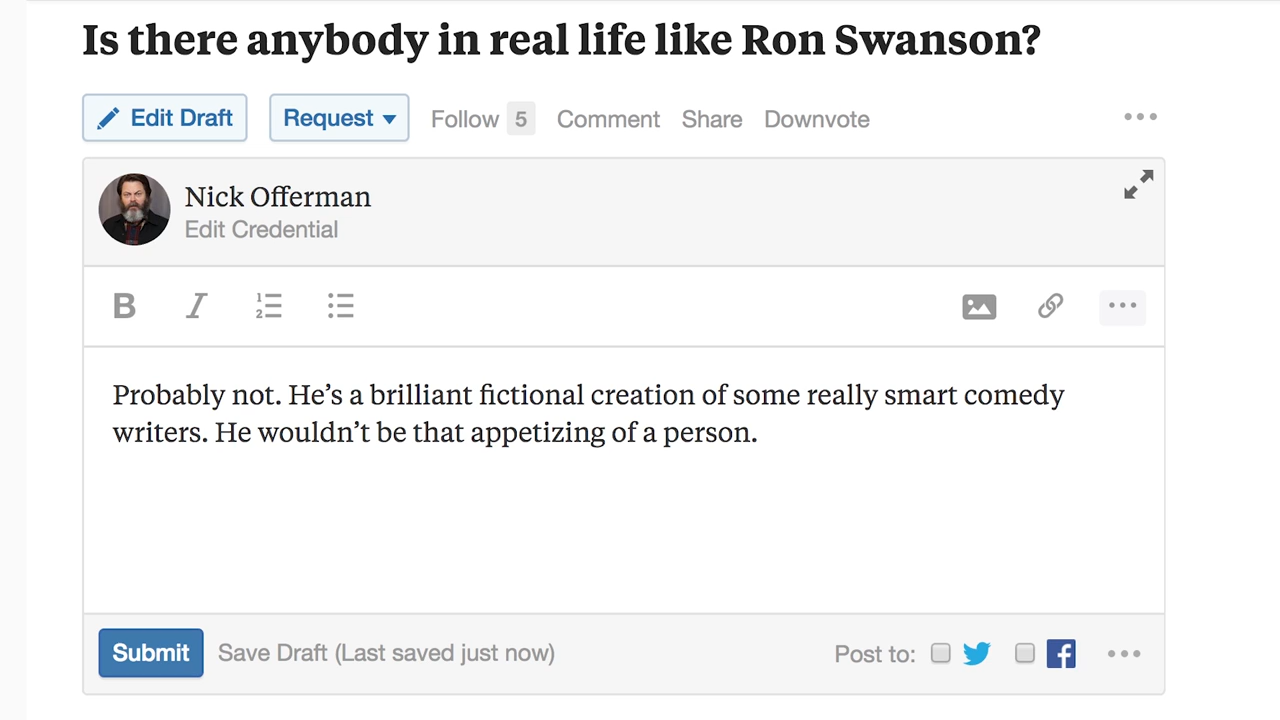 Is there anybody in real life like Ron Swanson?
Edit Draft Request Follow 5 Comment Share Downvote
Nick Offerman
Edit Credential
B I
Probably not. He’s a brilliant fictional creation of some really smart comedy
writers. He wouldn’t be that appetizing of a person.
Submit Save Draft (Last saved just now) Post to: